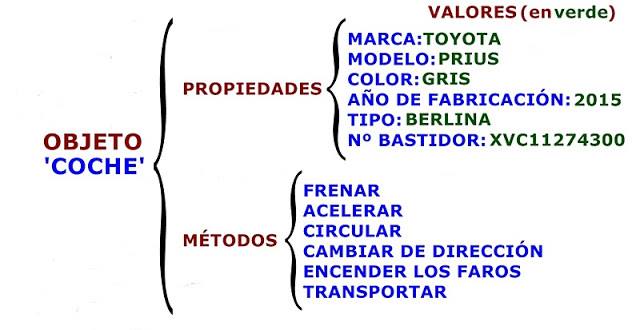 VALORES (en verde)
OBJETO
'COCHE'
PROPIEDADES
MARCA:TOYOTA
MODELO:PRIUS
COLOR:GRIS
AÑO DE FABRICACIÓN:2015
TIPO:BERLINA
Nº BASTIDOR:XVC11274300
MÉTODOS
FRENAR
ACELERAR
CIRCULAR
CAMBIAR DE DIRECCIÓN
ENCENDER LOS FAROS
TRANSPORTAR